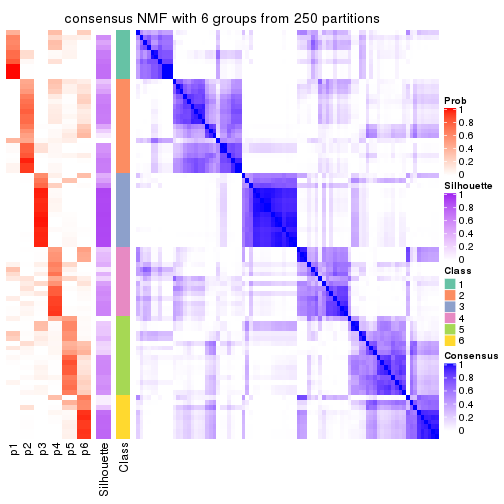 consensus NMF with 6 groups from 250 partitions
Prob
1
0.8
0.6
0.4
0.2
0
Silhouette
1
0.8
0.6
0.4
0.2
0
Class
1
2
3
4
5
6
Consensus
1
0.8
0.6
0.4
0.2
0
p1
p2
p3
p4
p5
p6
Silhouette
Class